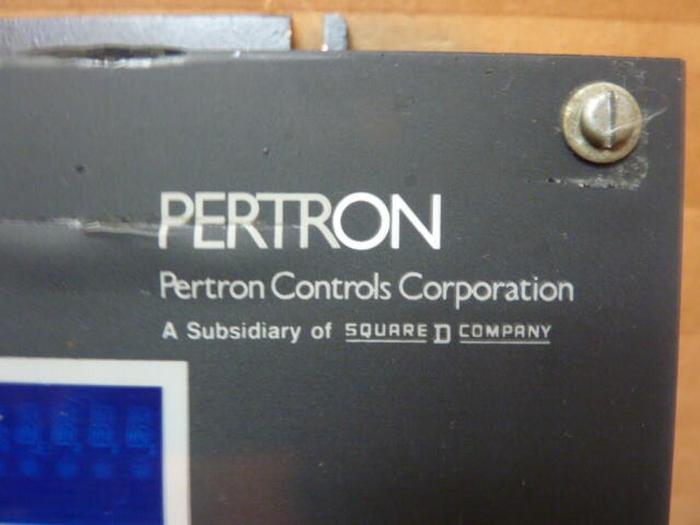 PERTRON
Pertron Controls Corporation
A Subsidiary of SQUARE D COMPANY